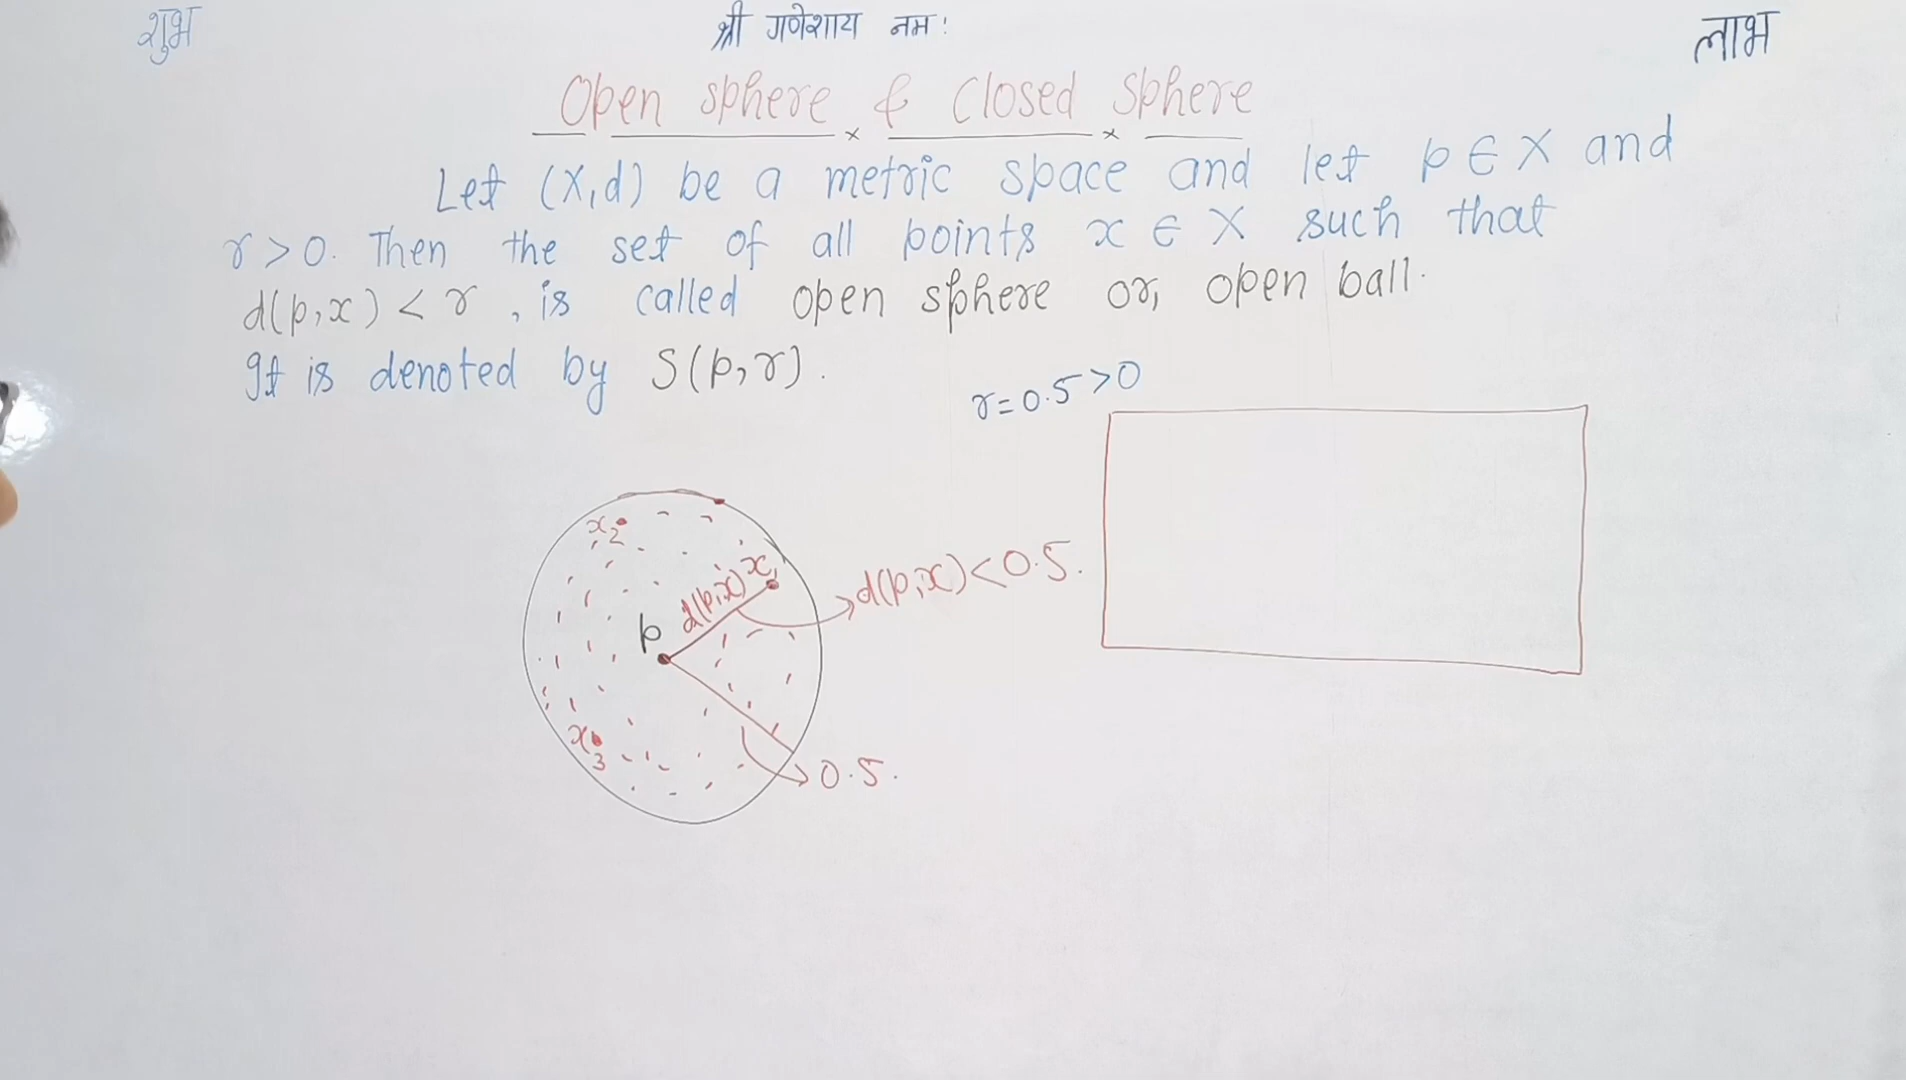 शुभ श्री गणेशाय नमः लाभ
Open sphere & Closed Sphere
Let (X,d) be a metric space and let p ∈ X and
r > 0. Then the set of all points x ∈ X such that
d(p,x) < r , is called open sphere or, open ball.
It is denoted by S(p,r).
r = 0.5 > 0
x2
x1
d(p,x)
d(p,x) < 0.5.
p
x3
0.5.